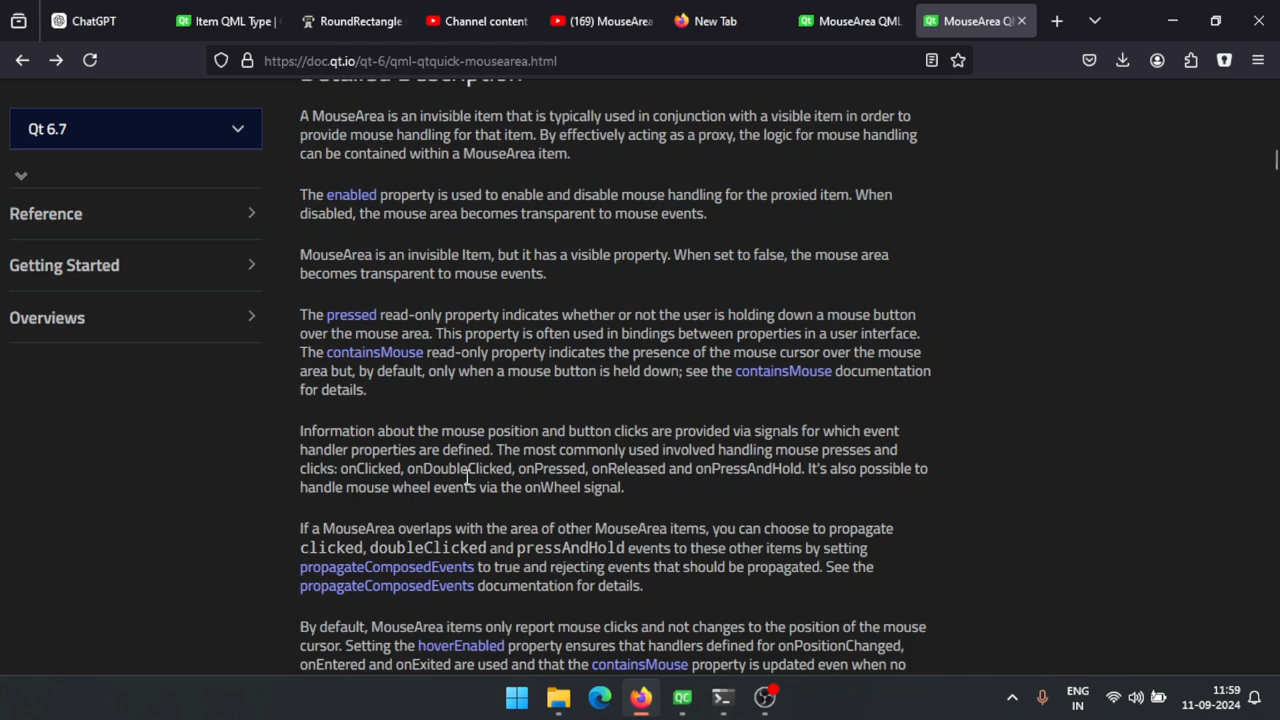 ChatGPT
Item QML Type |
RoundRectangle
Channel content
(169) MouseArea
New Tab
MouseArea QML
MouseArea QM
https://doc.qt.io/qt-6/qml-qtquick-mousearea.html
Detailed Description
Qt 6.7
Reference
Getting Started
Overviews
A MouseArea is an invisible item that is typically used in conjunction with a visible item in order to
provide mouse handling for that item. By effectively acting as a proxy, the logic for mouse handling
can be contained within a MouseArea item.
The enabled property is used to enable and disable mouse handling for the proxied item. When
disabled, the mouse area becomes transparent to mouse events.
MouseArea is an invisible Item, but it has a visible property. When set to false, the mouse area
becomes transparent to mouse events.
The pressed read-only property indicates whether or not the user is holding down a mouse button
over the mouse area. This property is often used in bindings between properties in a user interface.
The containsMouse read-only property indicates the presence of the mouse cursor over the mouse
area but, by default, only when a mouse button is held down; see the containsMouse documentation
for details.
Information about the mouse position and button clicks are provided via signals for which event
handler properties are defined. The most commonly used involved handling mouse presses and
clicks: onClicked, onDoubleClicked, onPressed, onReleased and onPressAndHold. It's also possible to
handle mouse wheel events via the onWheel signal.
If a MouseArea overlaps with the area of other MouseArea items, you can choose to propagate
clicked, doubleClicked and pressAndHold events to these other items by setting
propagateComposedEvents to true and rejecting events that should be propagated. See the
propagateComposedEvents documentation for details.
By default, MouseArea items only report mouse clicks and not changes to the position of the mouse
cursor. Setting the hoverEnabled property ensures that handlers defined for onPositionChanged,
onEntered and onExited are used and that the containsMouse property is updated even when no
QC
ENG
IN
11:59
11-09-2024